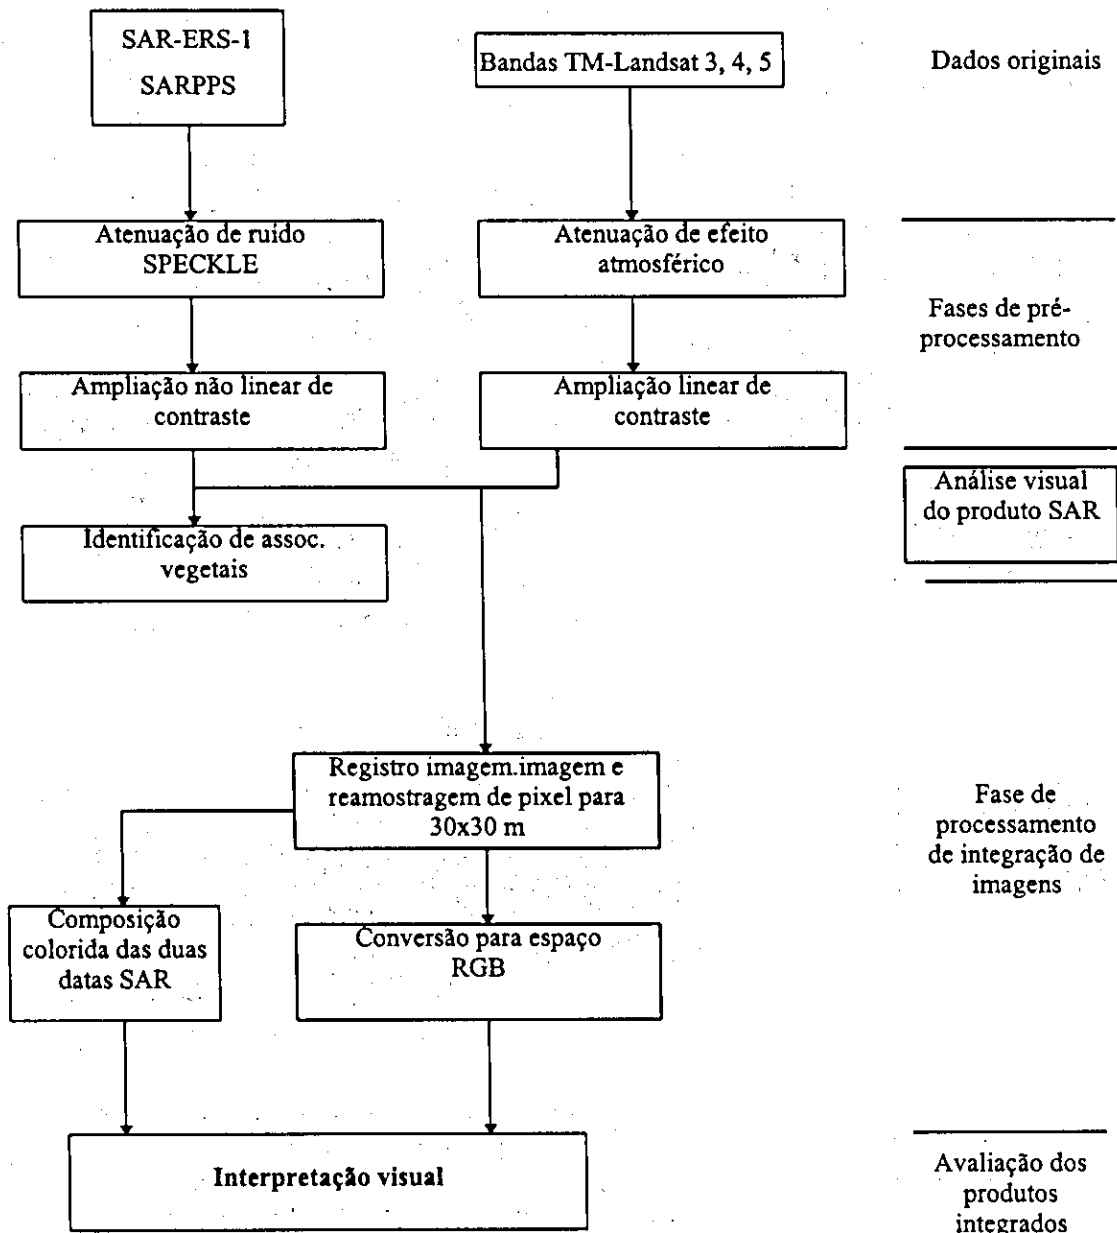 SAR-ERS-1
SARPPS
Bandas TM-Landsat 3, 4, 5
Dados originais
Atenuação de ruído
SPECKLE
Atenuação de efeito
atmosférico
Fases de pré-
processamento
Ampliação não linear de
contraste
Ampliação linear de
contraste
Análise visual
do produto SAR
Identificação de assoc.
vegetais
Registro imagem.imagem e
reamostragem de pixel para
30x30 m
Fase de
processamento
de integração de
imagens
Composição
colorida das duas
datas SAR
Conversão para espaço
RGB
Interpretação visual
Avaliação dos
produtos
integrados